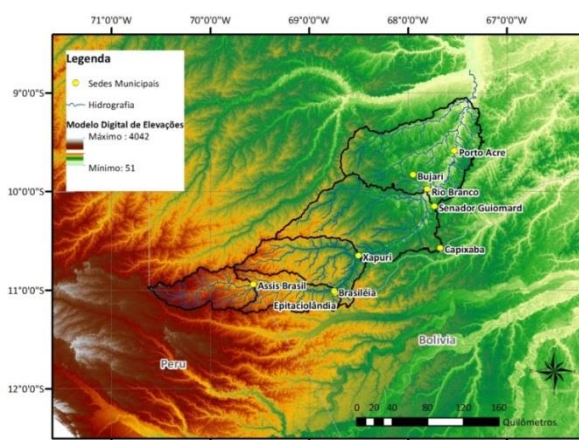 71°0'0"S 70°0'0"S 69°0'0"S 68°0'0"S 67°0'0"S
Legenda
Sedes Municipais
Hidrografia
Modelo Digital de Elevações
Máximo : 4042
Mínimo: 51
9°0'0"S
10°0'0"S
11°0'0"S
12°0'0"S
Porto Acre
Bujari
Rio Branco
Senador Guiomard
Capixaba
Xapuri
Assis Brasil
Brasiléia
Epitaciolândia
Bolívia
Peru
0 20 40 80 120 160
Quilômetros